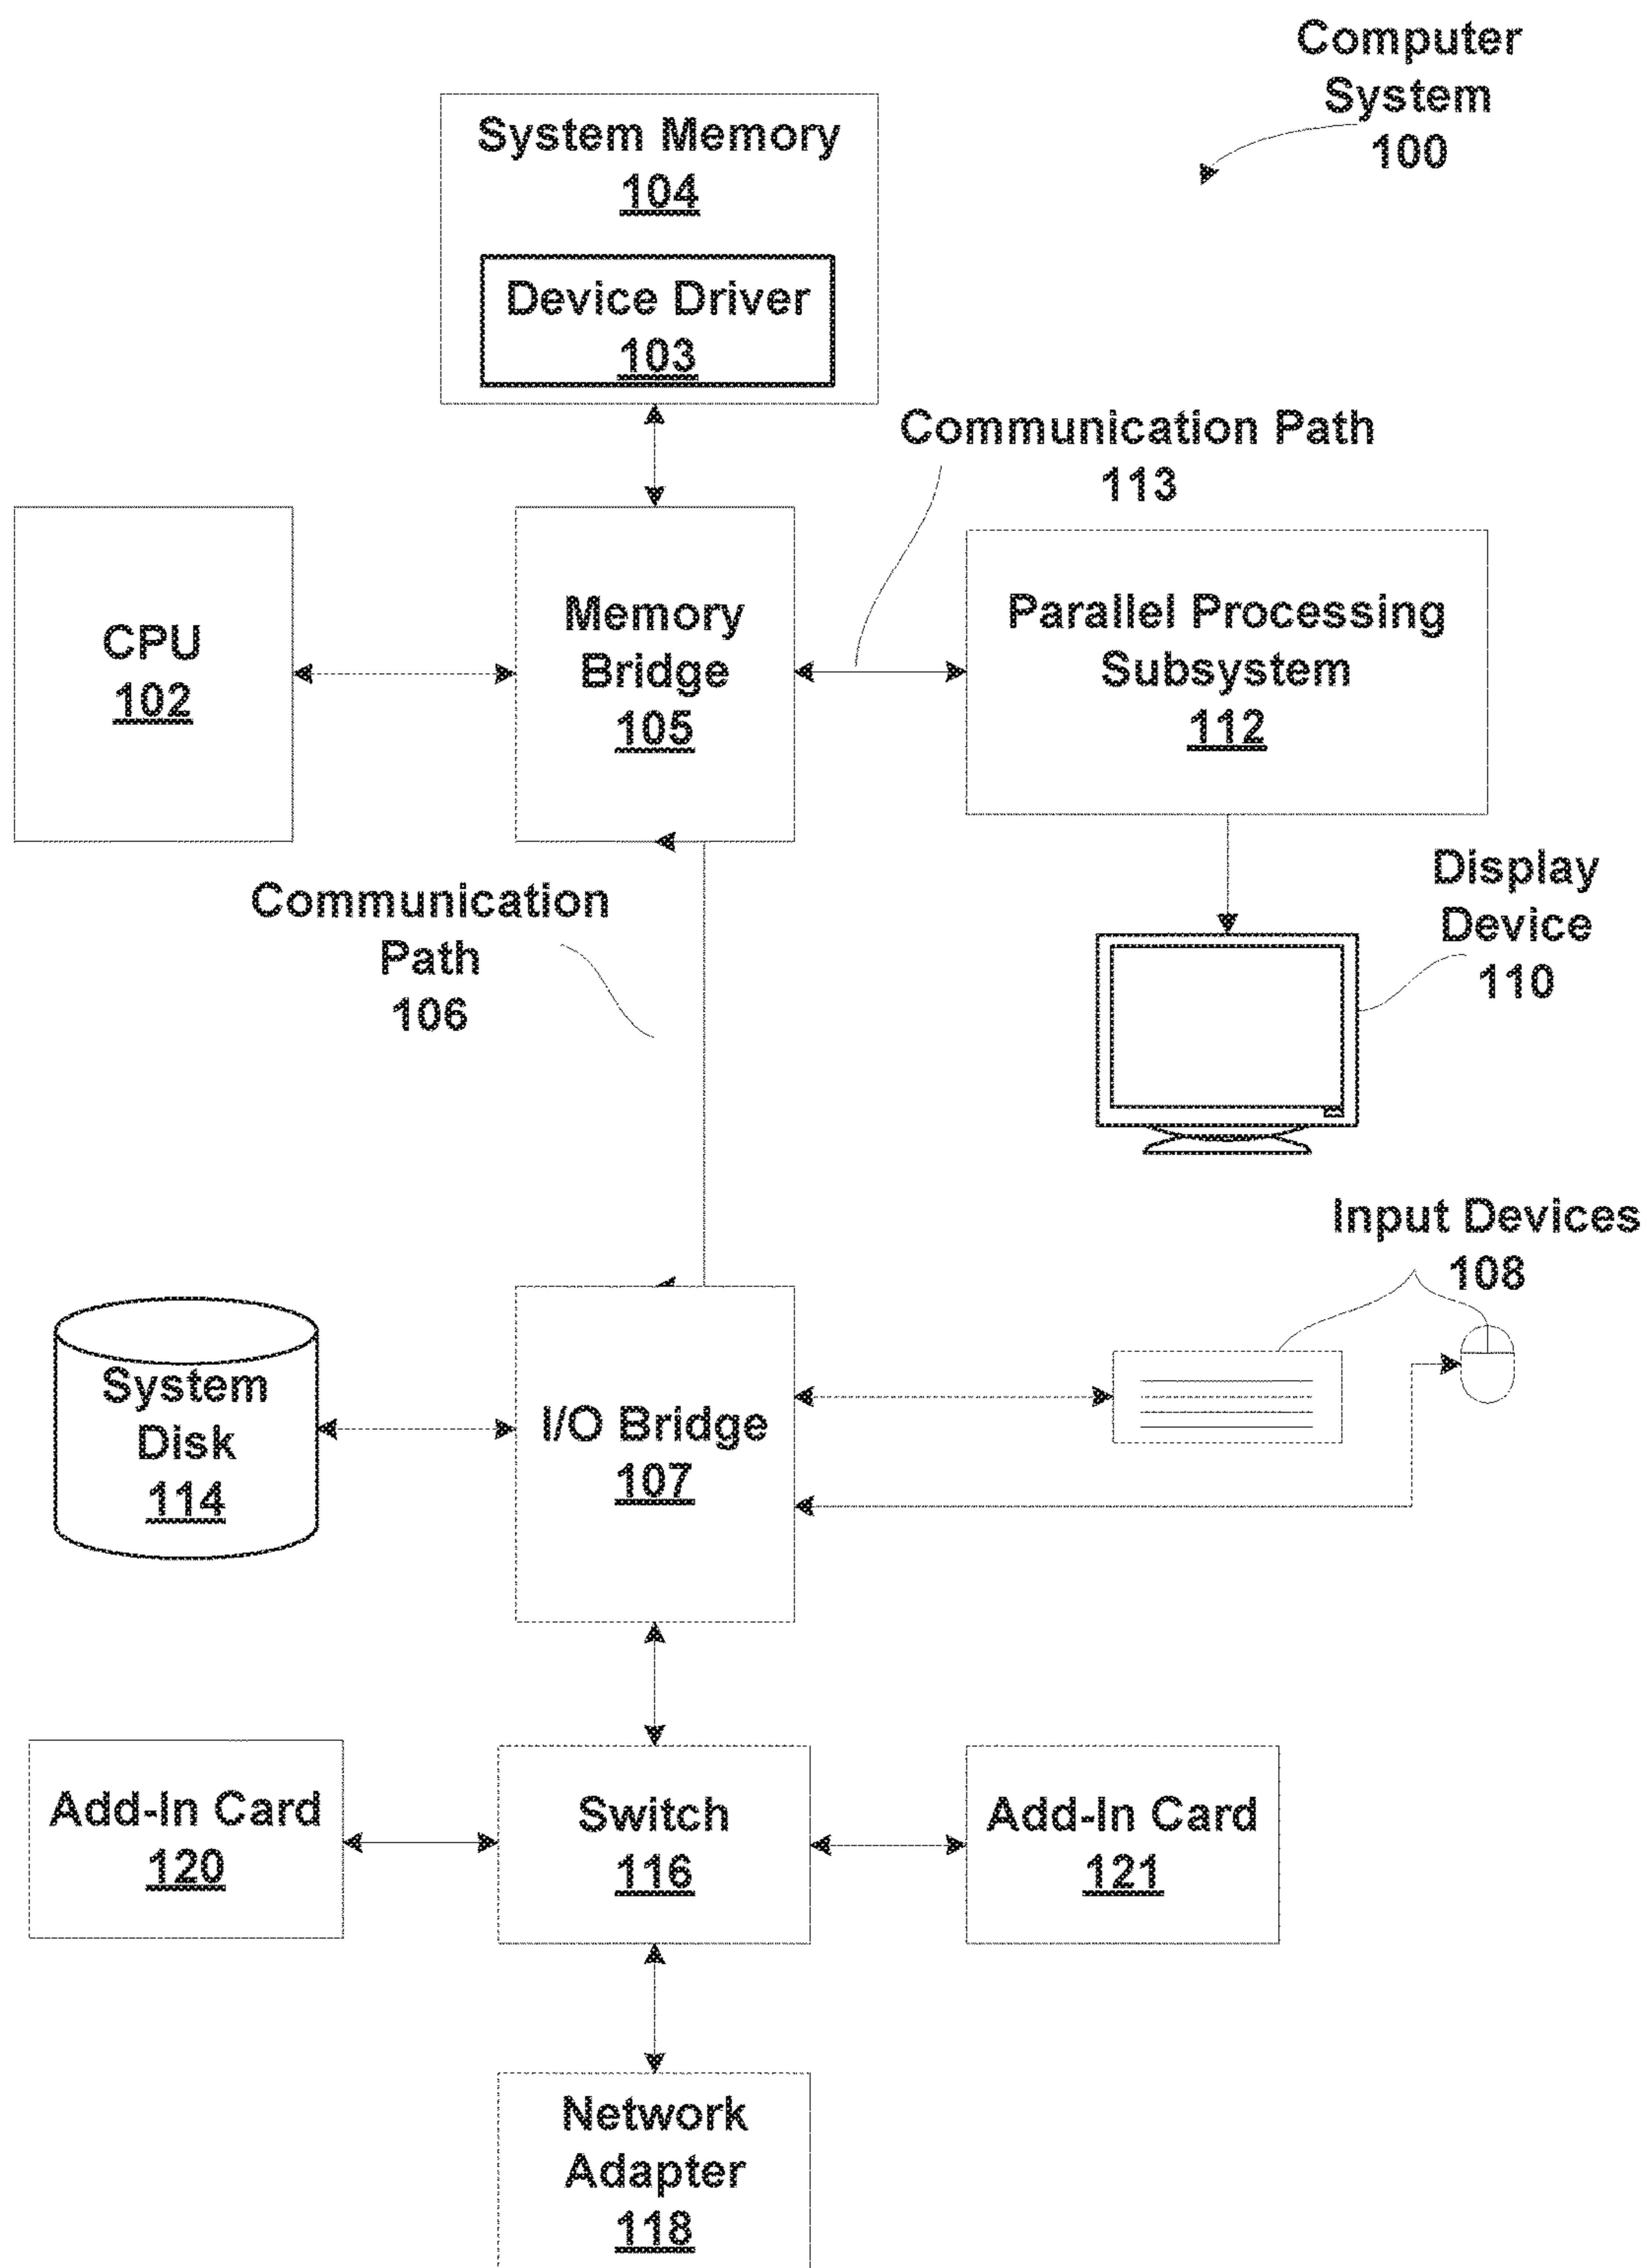 Computer
System
100
System Memory
104
Device Driver
103
Communication Path
113
CPU
102
Memory
Bridge
105
Parallel Processing
Subsystem
112
Communication
Path
106
Display
Device
110
Input Devices
108
System
Disk
114
I/O Bridge
107
Add-In Card
120
Switch
116
Add-In Card
121
Network
Adapter
118